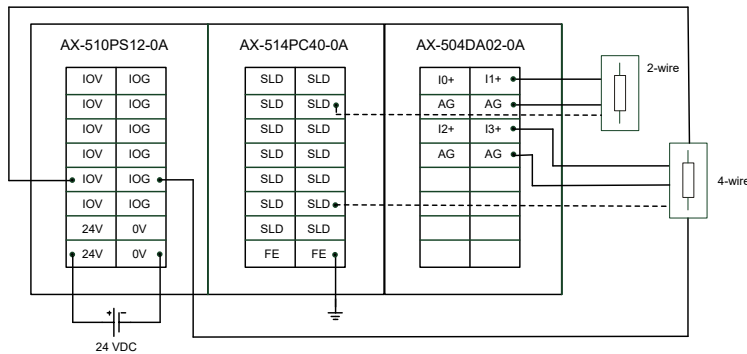 AX-510PS12-0A AX-514PC40-0A AX-504DA02-0A
IOV IOG SLD SLD I0+ I1+ 2-wire
IOV IOG SLD SLD AG AG
IOV IOG SLD SLD I2+ I3+
IOV IOG SLD SLD AG AG
IOV IOG SLD SLD 4-wire
IOV IOG SLD SLD
24V 0V SLD SLD
24V 0V FE FE
+ −
24 VDC